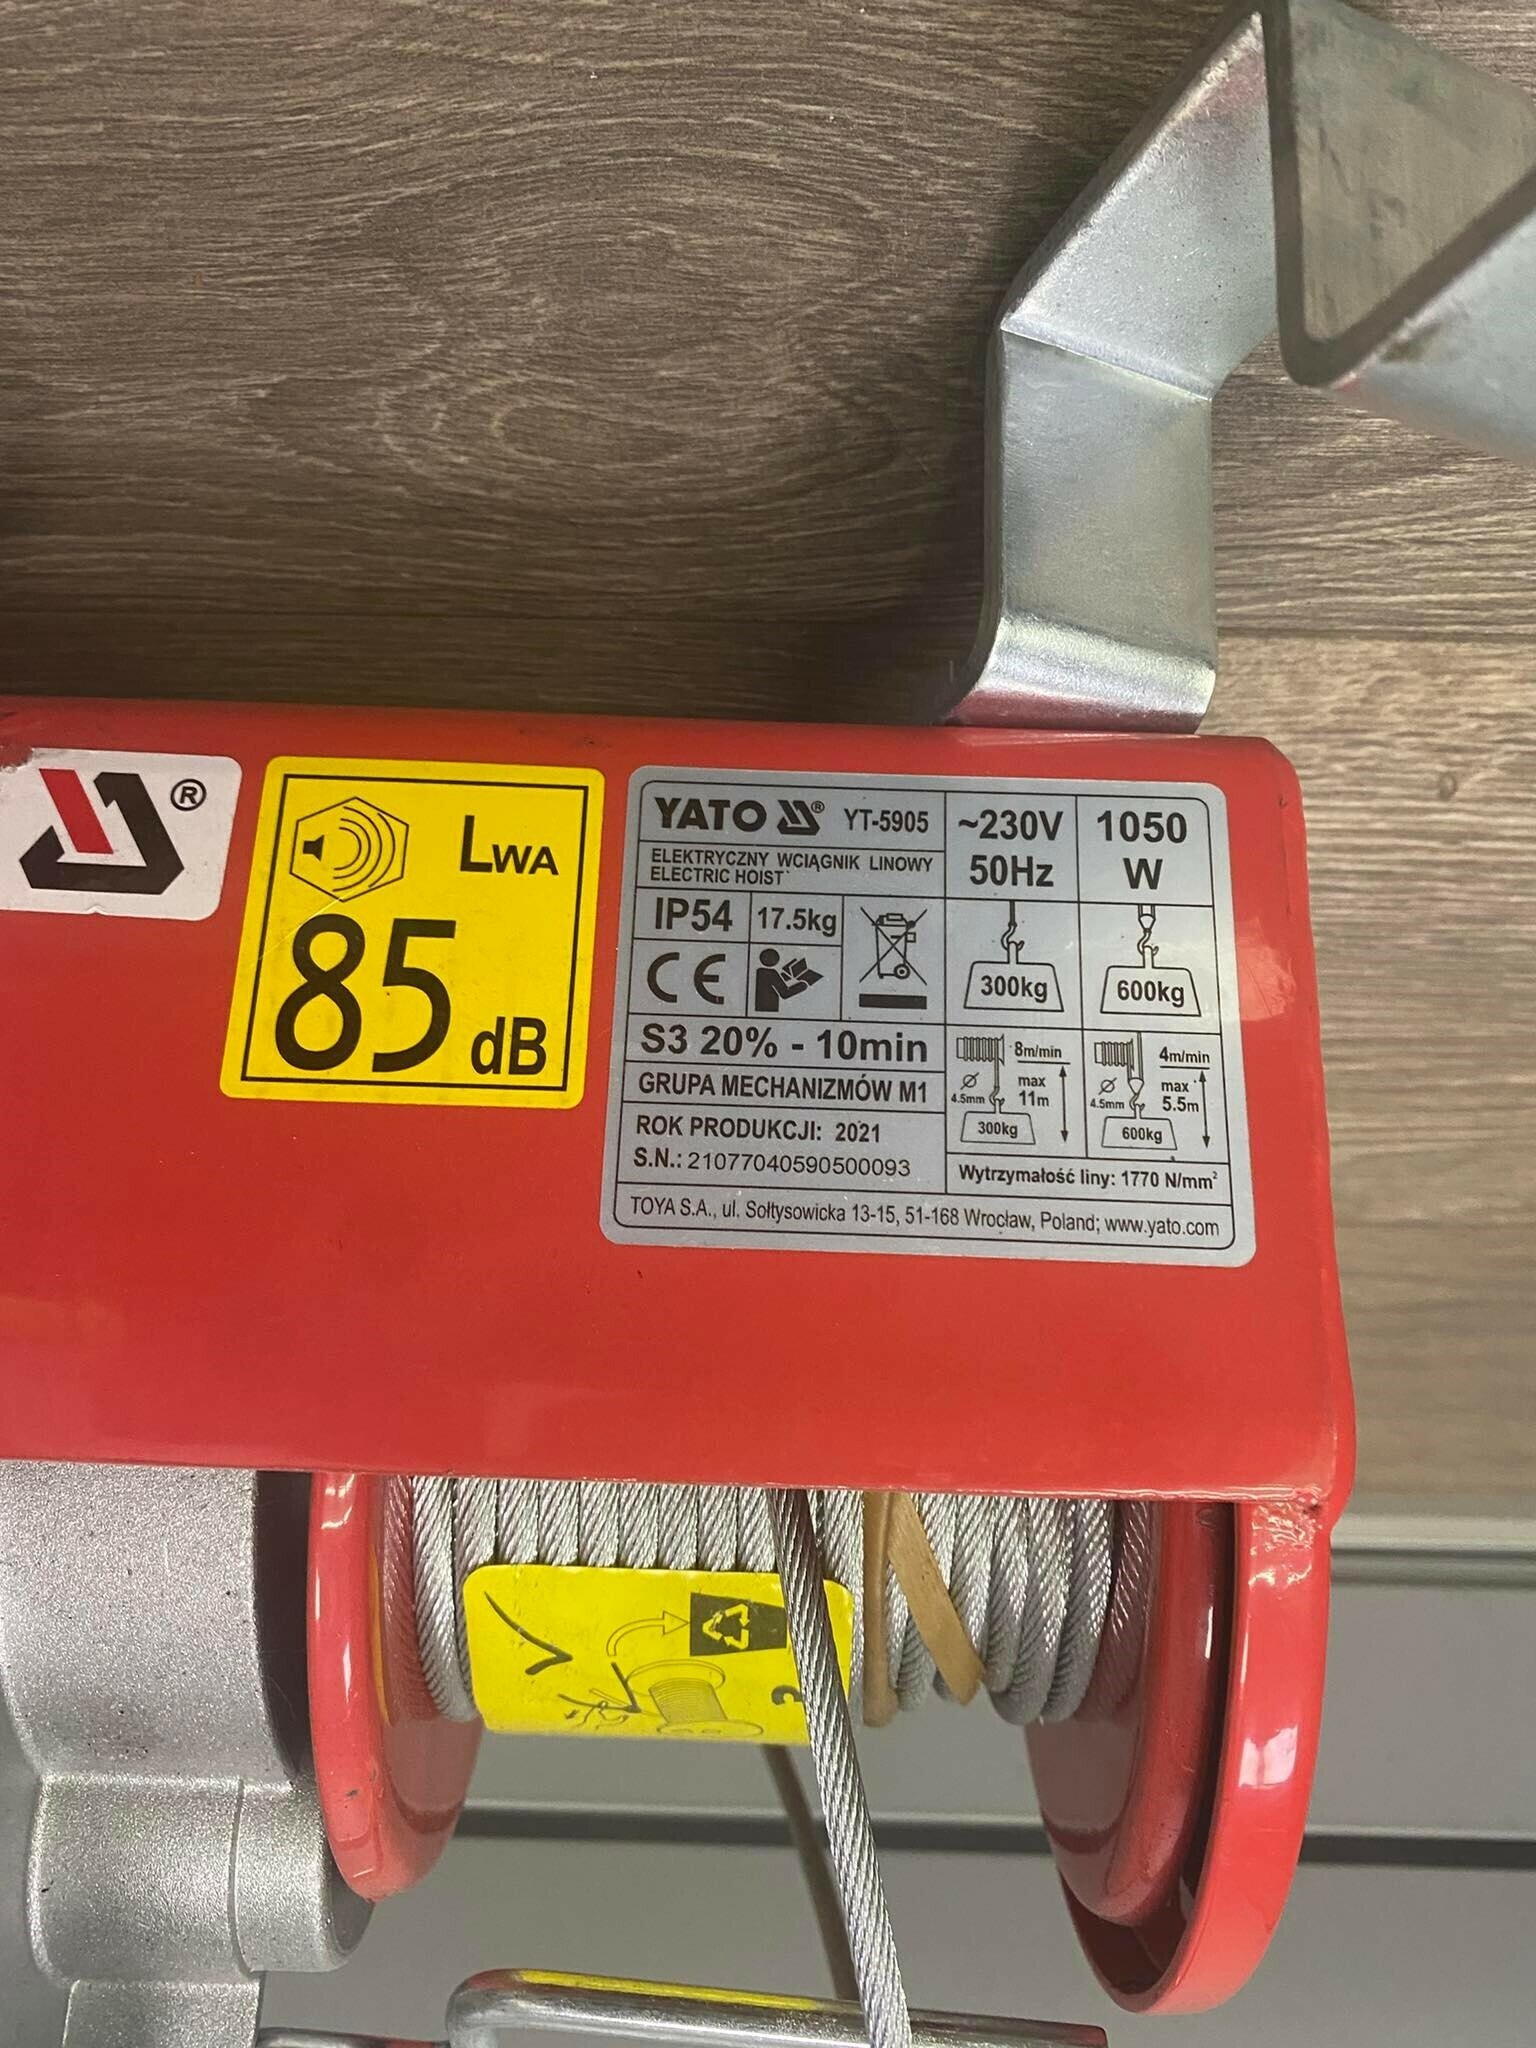 ®
LWA
85 dB
YATO ® YT-5905
ELEKTRYCZNY WCIĄGNIK LINOWY
ELECTRIC HOIST
~230V
50Hz
1050
W
IP54
17.5kg
CE
300kg
600kg
S3 20% - 10min
GRUPA MECHANIZMÓW M1
ROK PRODUKCJI: 2021
S.N.: 21077040590500093
8m/min
max
11m
ø
4.5mm
300kg
4m/min
max
5.5m
ø
4.5mm
600kg
Wytrzymałość liny: 1770 N/mm²
TOYA S.A., ul. Sołtysowicka 13-15, 51-168 Wrocław, Poland; www.yato.com